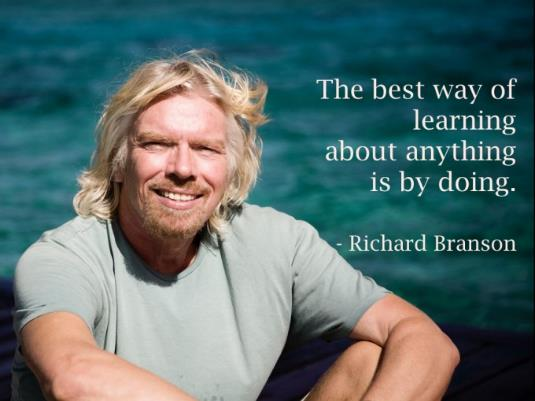 The best way of
learning
about anything
is by doing.
- Richard Branson